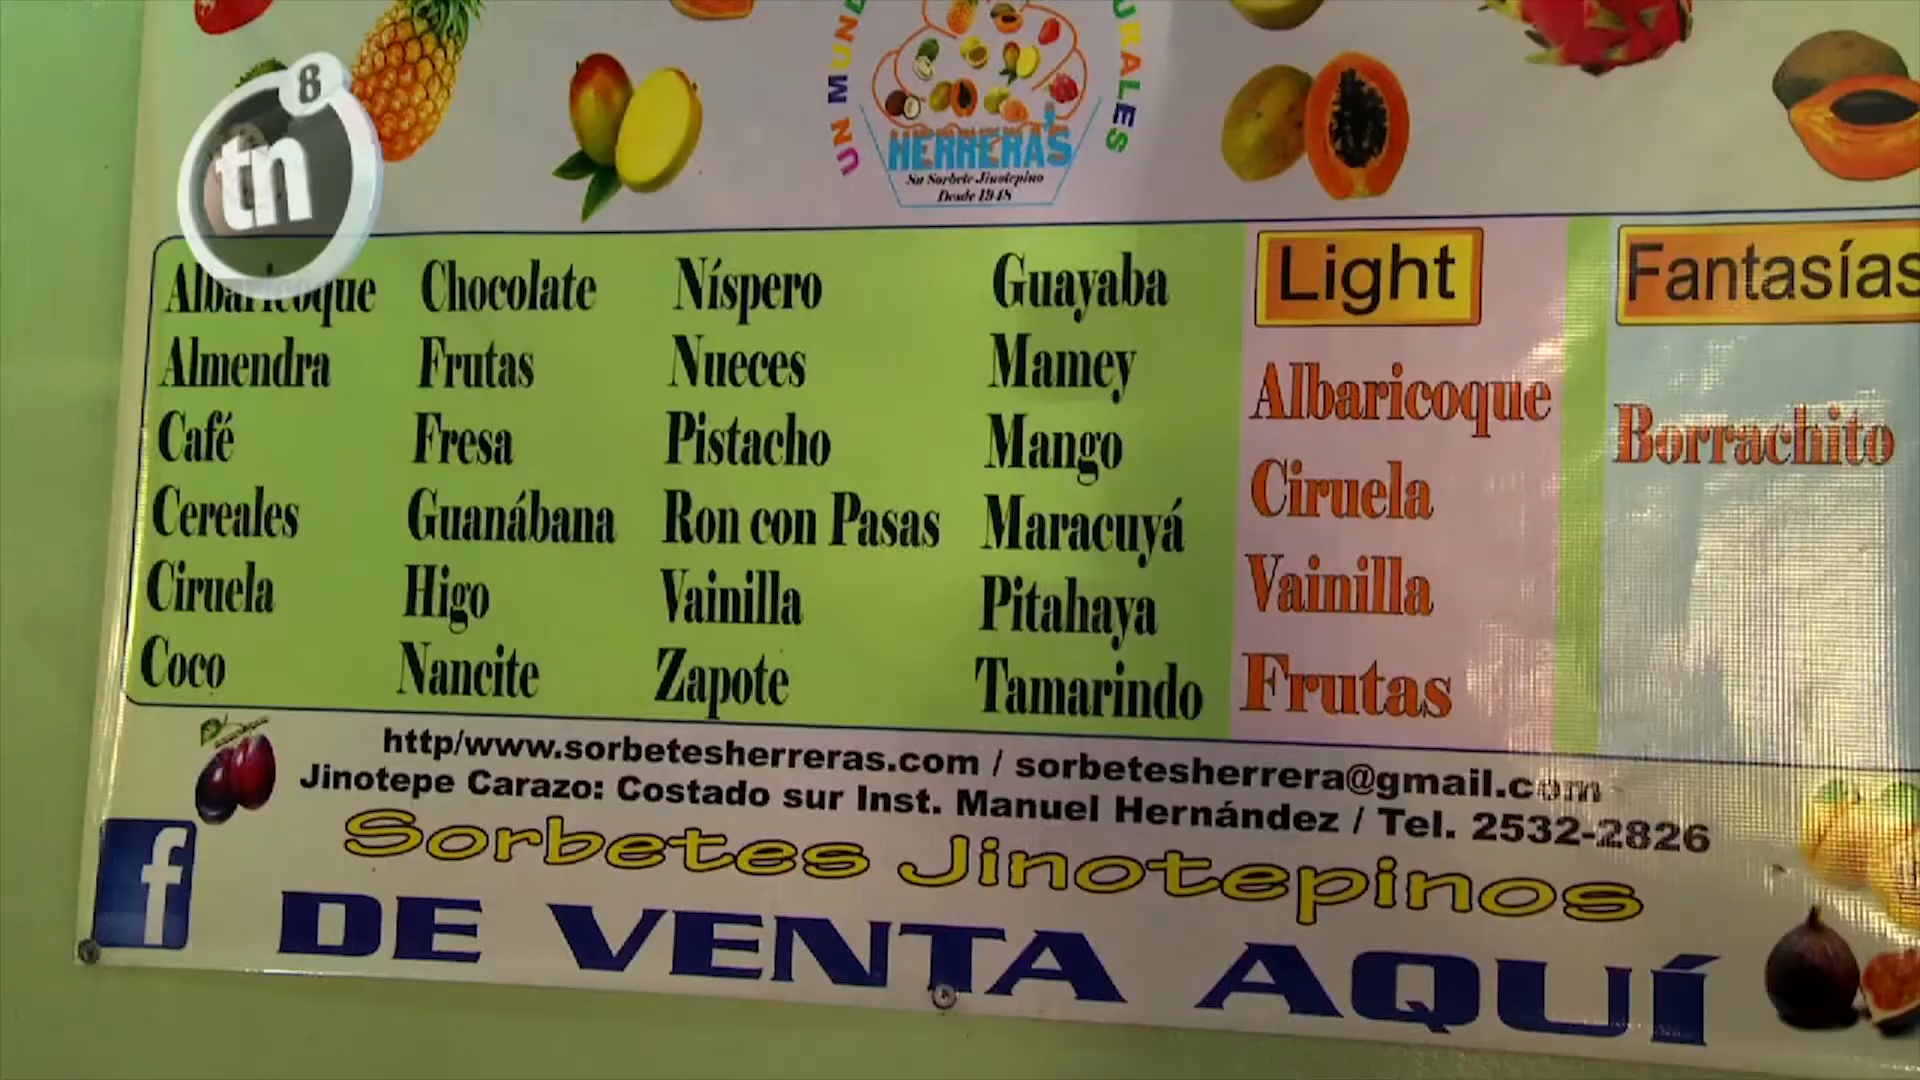 8
tn
UN MUND
URALES
HERRERA'S
Su Sorbete Jinotepino
Desde 1948
Albaricoque Chocolate Níspero Guayaba
Almendra Frutas Nueces Mamey
Café Fresa Pistacho Mango
Cereales Guanábana Ron con Pasas Maracuyá
Ciruela Higo Vainilla Pitahaya
Coco Nancite Zapote Tamarindo
Light
Albaricoque
Ciruela
Vainilla
Frutas
Fantasías
Borrachito
http/www.sorbetesherreras.com / sorbetesherrera@gmail.com
Jinotepe Carazo: Costado sur Inst. Manuel Hernández / Tel. 2532-2826
Sorbetes Jinotepinos
f DE VENTA AQUÍ